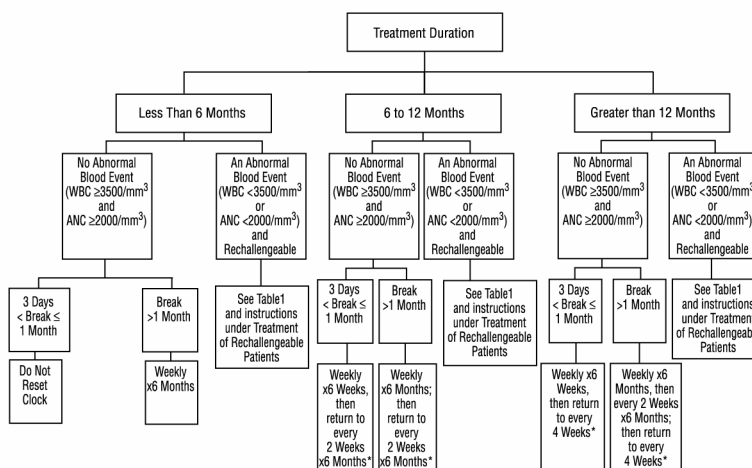 Treatment Duration
Less Than 6 Months
6 to 12 Months
Greater than 12 Months
No Abnormal
Blood Event
(WBC ≥3500/mm3
and
ANC ≥2000/mm3)
An Abnormal
Blood Event
(WBC <3500/mm3
or
ANC <2000/mm3)
and
Rechallengeable
No Abnormal
Blood Event
(WBC ≥3500/mm3
and
ANC ≥2000/mm3)
An Abnormal
Blood Event
(WBC <3500/mm3
or
ANC <2000/mm3)
and
Rechallengeable
No Abnormal
Blood Event
(WBC ≥3500/mm3
and
ANC ≥2000/mm3)
An Abnormal
Blood Event
(WBC <3500/mm3
or
ANC <2000/mm3)
and
Rechallengeable
3 Days
< Break ≤
1 Month
Break
>1 Month
See Table1
and instructions
under Treatment
of Rechallengeable
Patients
3 Days
< Break ≤
1 Month
Break
>1 Month
See Table1
and instructions
under Treatment
of Rechallengeable
Patients
3 Days
< Break ≤
1 Month
Break
>1 Month
See Table1
and instructions
under Treatment
of Rechallengeable
Patients
Do Not
Reset
Clock
Weekly
x6 Months
Weekly
x6 Weeks,
then
return to
every
2 Weeks
x6 Months*
Weekly
x6 Months;
then
return to
every
2 Weeks
x6 Months*
Weekly x6
Weeks,
then return
to every
4 Weeks*
Weekly x6
Months, then
every 2 Weeks
x6 Months;
then return
to every
4 Weeks*